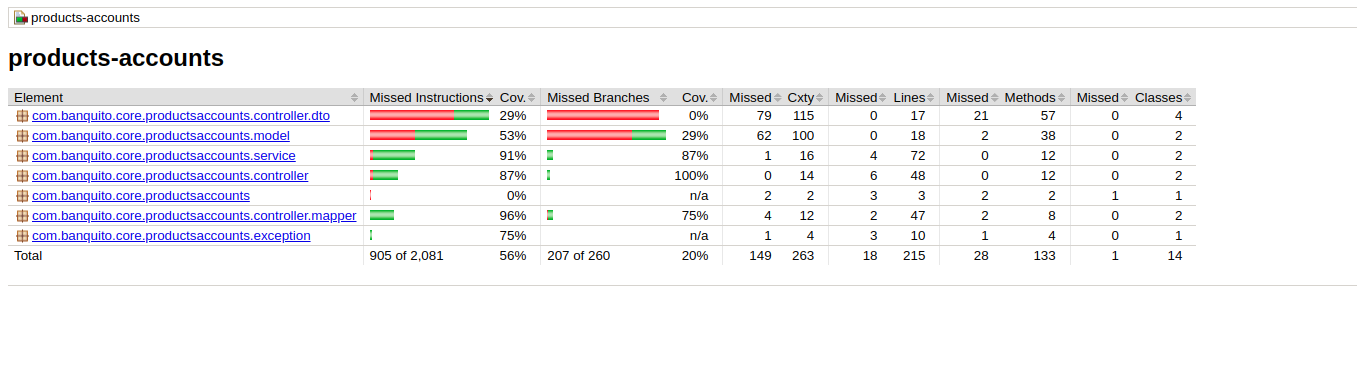 products-accounts
products-accounts
Element Missed Instructions Cov. Missed Branches Cov. Missed Cxty Missed Lines Missed Methods Missed Classes
com.banquito.core.productsaccounts.controller.dto 29% 0% 79 115 0 17 21 57 0 4
com.banquito.core.productsaccounts.model 53% 29% 62 100 0 18 2 38 0 2
com.banquito.core.productsaccounts.service 91% 87% 1 16 4 72 0 12 0 2
com.banquito.core.productsaccounts.controller 87% 100% 0 14 6 48 0 12 0 2
com.banquito.core.productsaccounts 0% n/a 2 2 3 3 2 2 1 1
com.banquito.core.productsaccounts.controller.mapper 96% 75% 4 12 2 47 2 8 0 2
com.banquito.core.productsaccounts.exception 75% n/a 1 4 3 10 1 4 0 1
Total 905 of 2,081 56% 207 of 260 20% 149 263 18 215 28 133 1 14